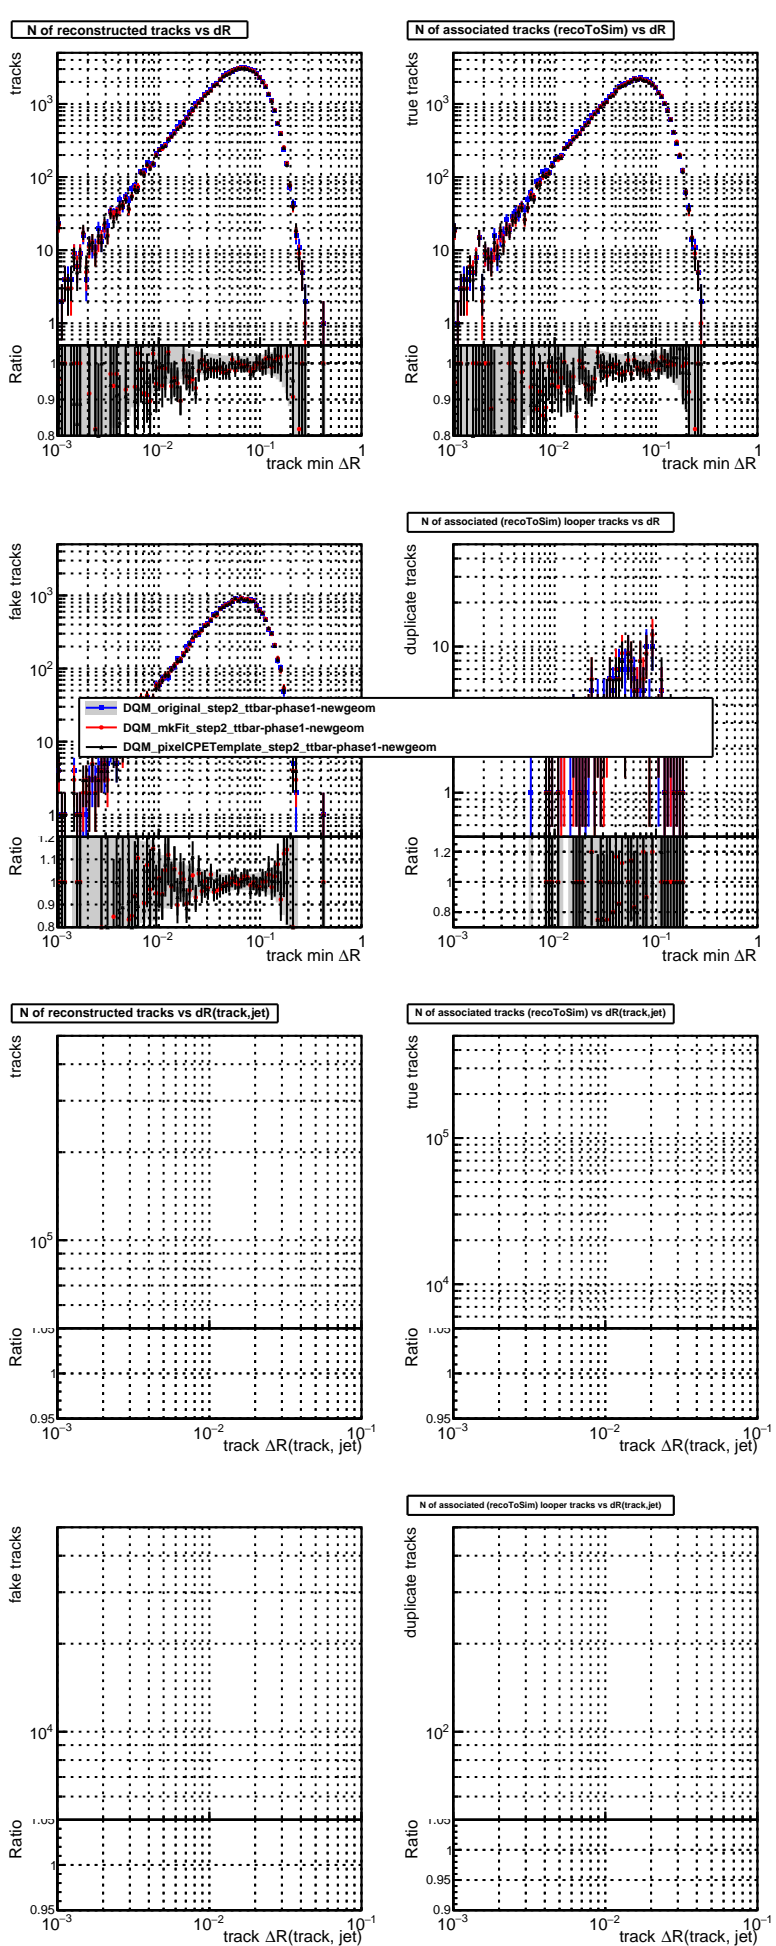 N of reconstructed tracks vs dR
tracks
10³
10²
10
1
Ratio
1
0.9
0.8
10⁻³ 10⁻² 10⁻¹ 1
track min ΔR
N of associated tracks (recoToSim) vs dR
true tracks
10³
10²
10
1
Ratio
1
0.9
0.8
10⁻³ 10⁻² 10⁻¹ 1
track min ΔR
fake tracks
10³
10²
10
1
Ratio
1.2
1.1
1
0.9
0.8
10⁻³ 10⁻² 10⁻¹ 1
track min ΔR
N of associated (recoToSim) looper tracks vs dR
duplicate tracks
10
1
Ratio
1.2
1
0.8
10⁻³ 10⁻² 10⁻¹ 1
track min ΔR
DQM_original_step2_ttbar-phase1-newgeom
DQM_mkFit_step2_ttbar-phase1-newgeom
DQM_pixelCPETemplate_step2_ttbar-phase1-newgeom
N of reconstructed tracks vs dR(track,jet)
tracks
10⁵
Ratio
1.05
1
0.95
10⁻³ 10⁻² 10⁻¹
track ΔR(track, jet)
N of associated tracks (recoToSim) vs dR(track,jet)
true tracks
10⁵
10⁴
Ratio
1.05
1
0.95
10⁻³ 10⁻² 10⁻¹
track ΔR(track, jet)
fake tracks
10⁴
Ratio
1.05
1
0.95
10⁻³ 10⁻² 10⁻¹
track ΔR(track, jet)
N of associated (recoToSim) looper tracks vs dR(track,jet)
duplicate tracks
10²
Ratio
1.05
1
0.95
0.9
10⁻³ 10⁻² 10⁻¹
track ΔR(track, jet)